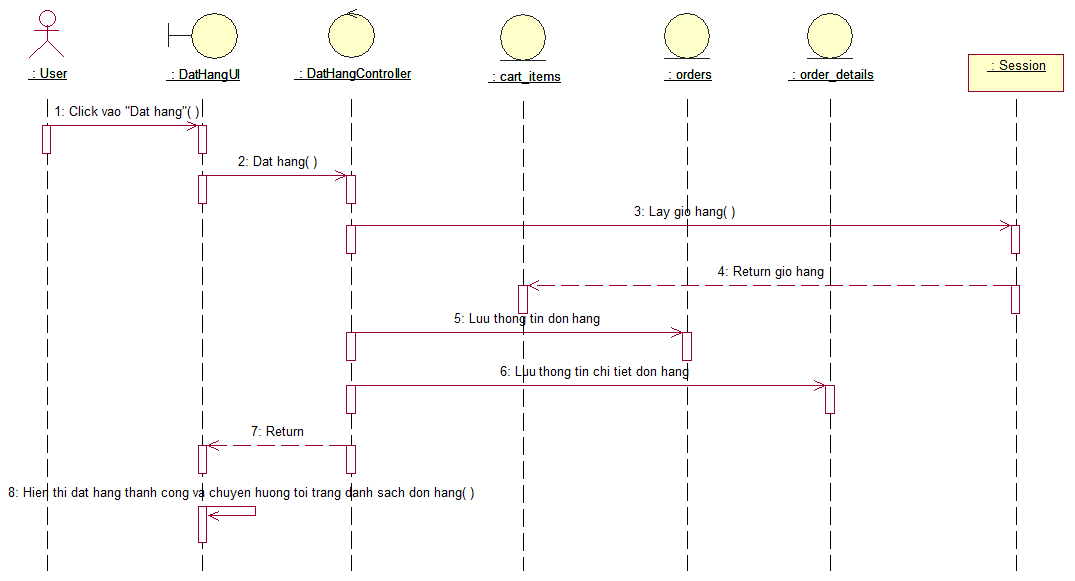 : User
: DatHangUI
: DatHangController
: cart_items
: orders
: order_details
: Session
1: Click vao "Dat hang"( )
2: Dat hang( )
3: Lay gio hang( )
4: Return gio hang
5: Luu thong tin don hang
6: Luu thong tin chi tiet don hang
7: Return
8: Hien thi dat hang thanh cong va chuyen huong toi trang danh sach don hang( )